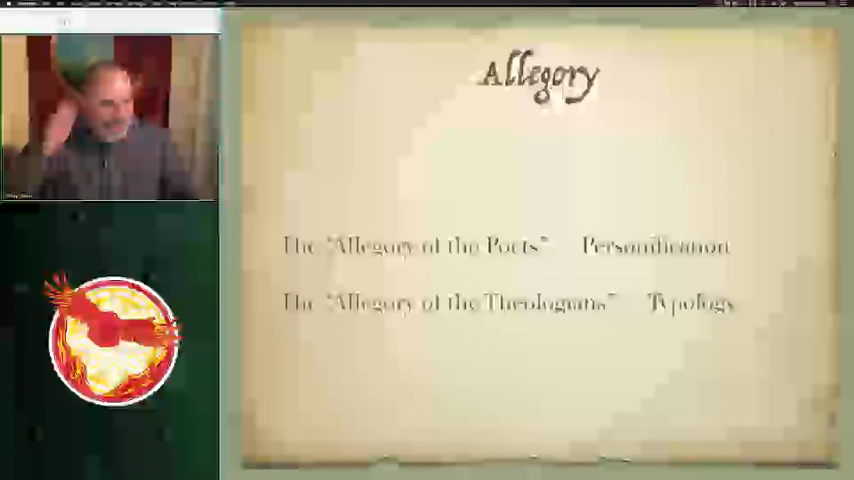 Allegory
The "Allegory of the Poets" Personification
The "Allegory of the Theologians" Typology